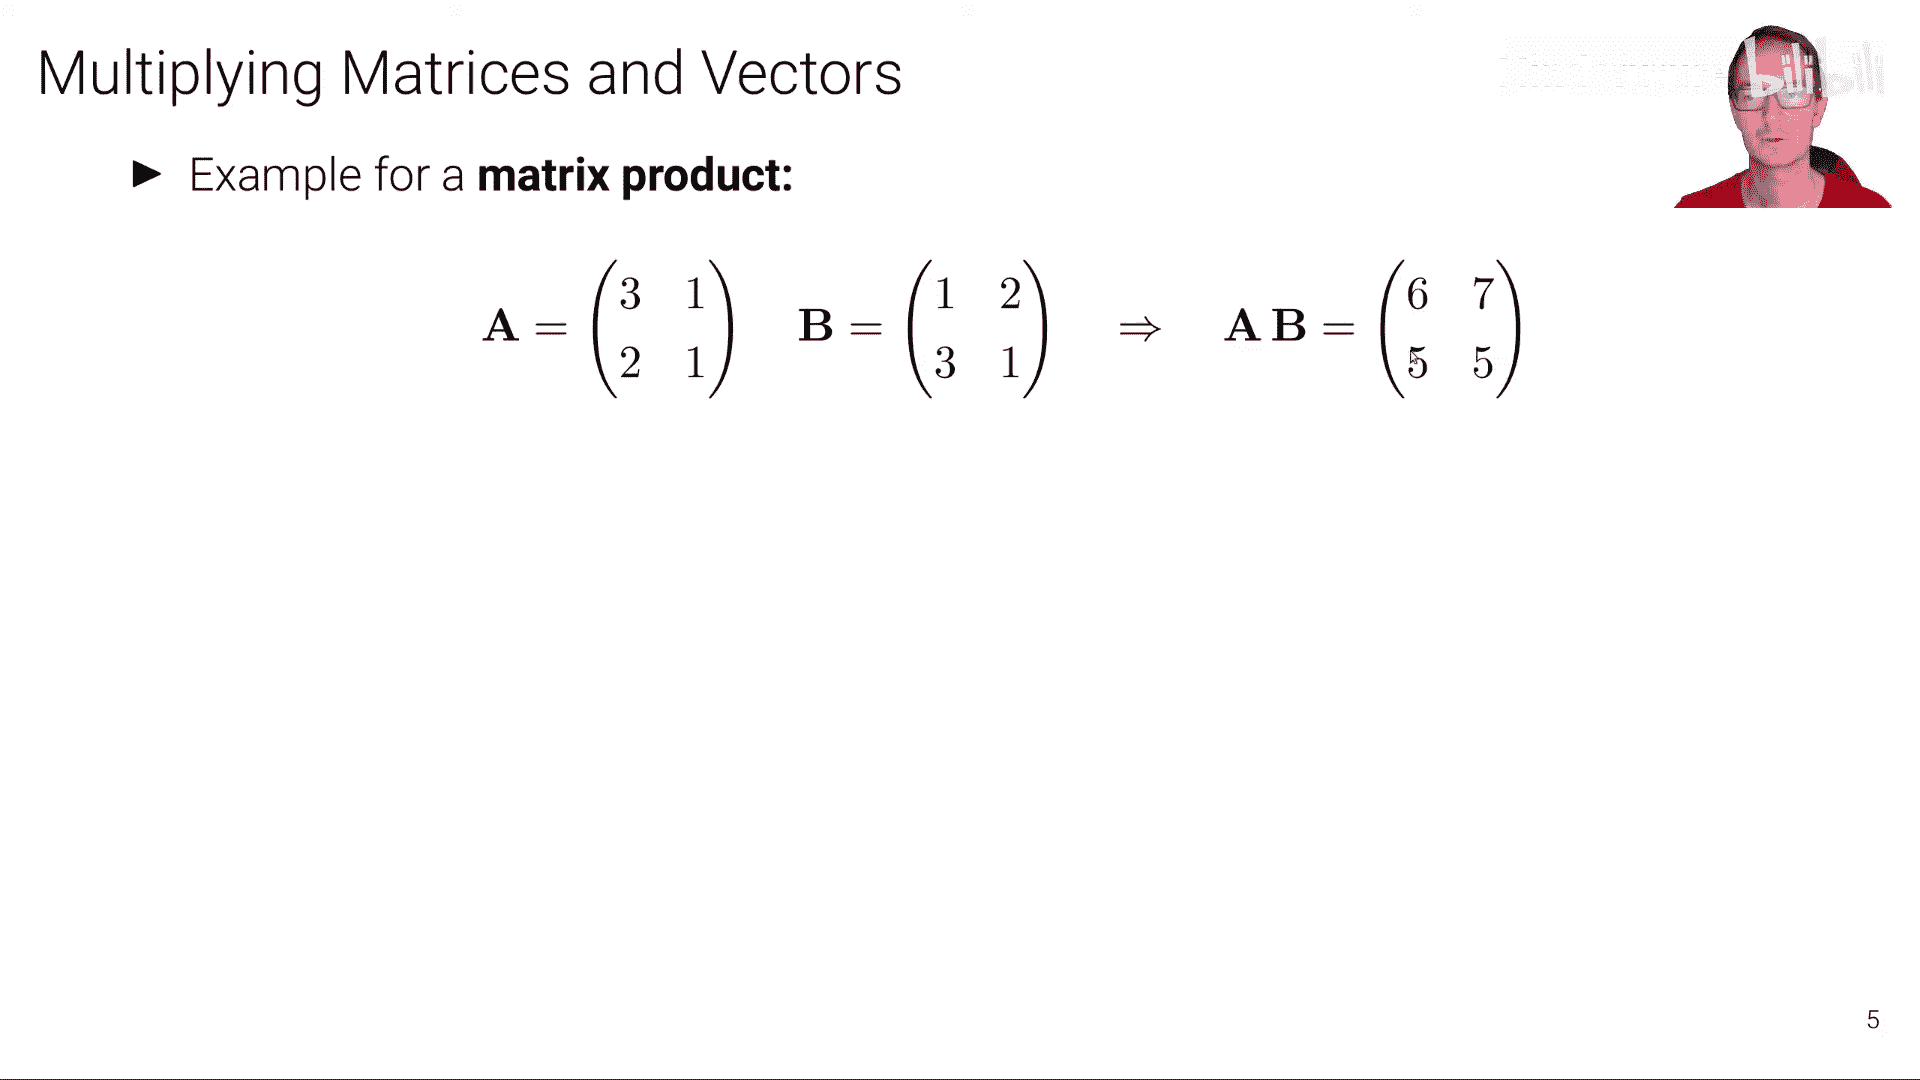 Multiplying Matrices and Vectors
bilibili
► Example for a matrix product:
A = (3 1; 2 1) B = (1 2; 3 1) ⇒ A B = (6 7; 5 5)
5